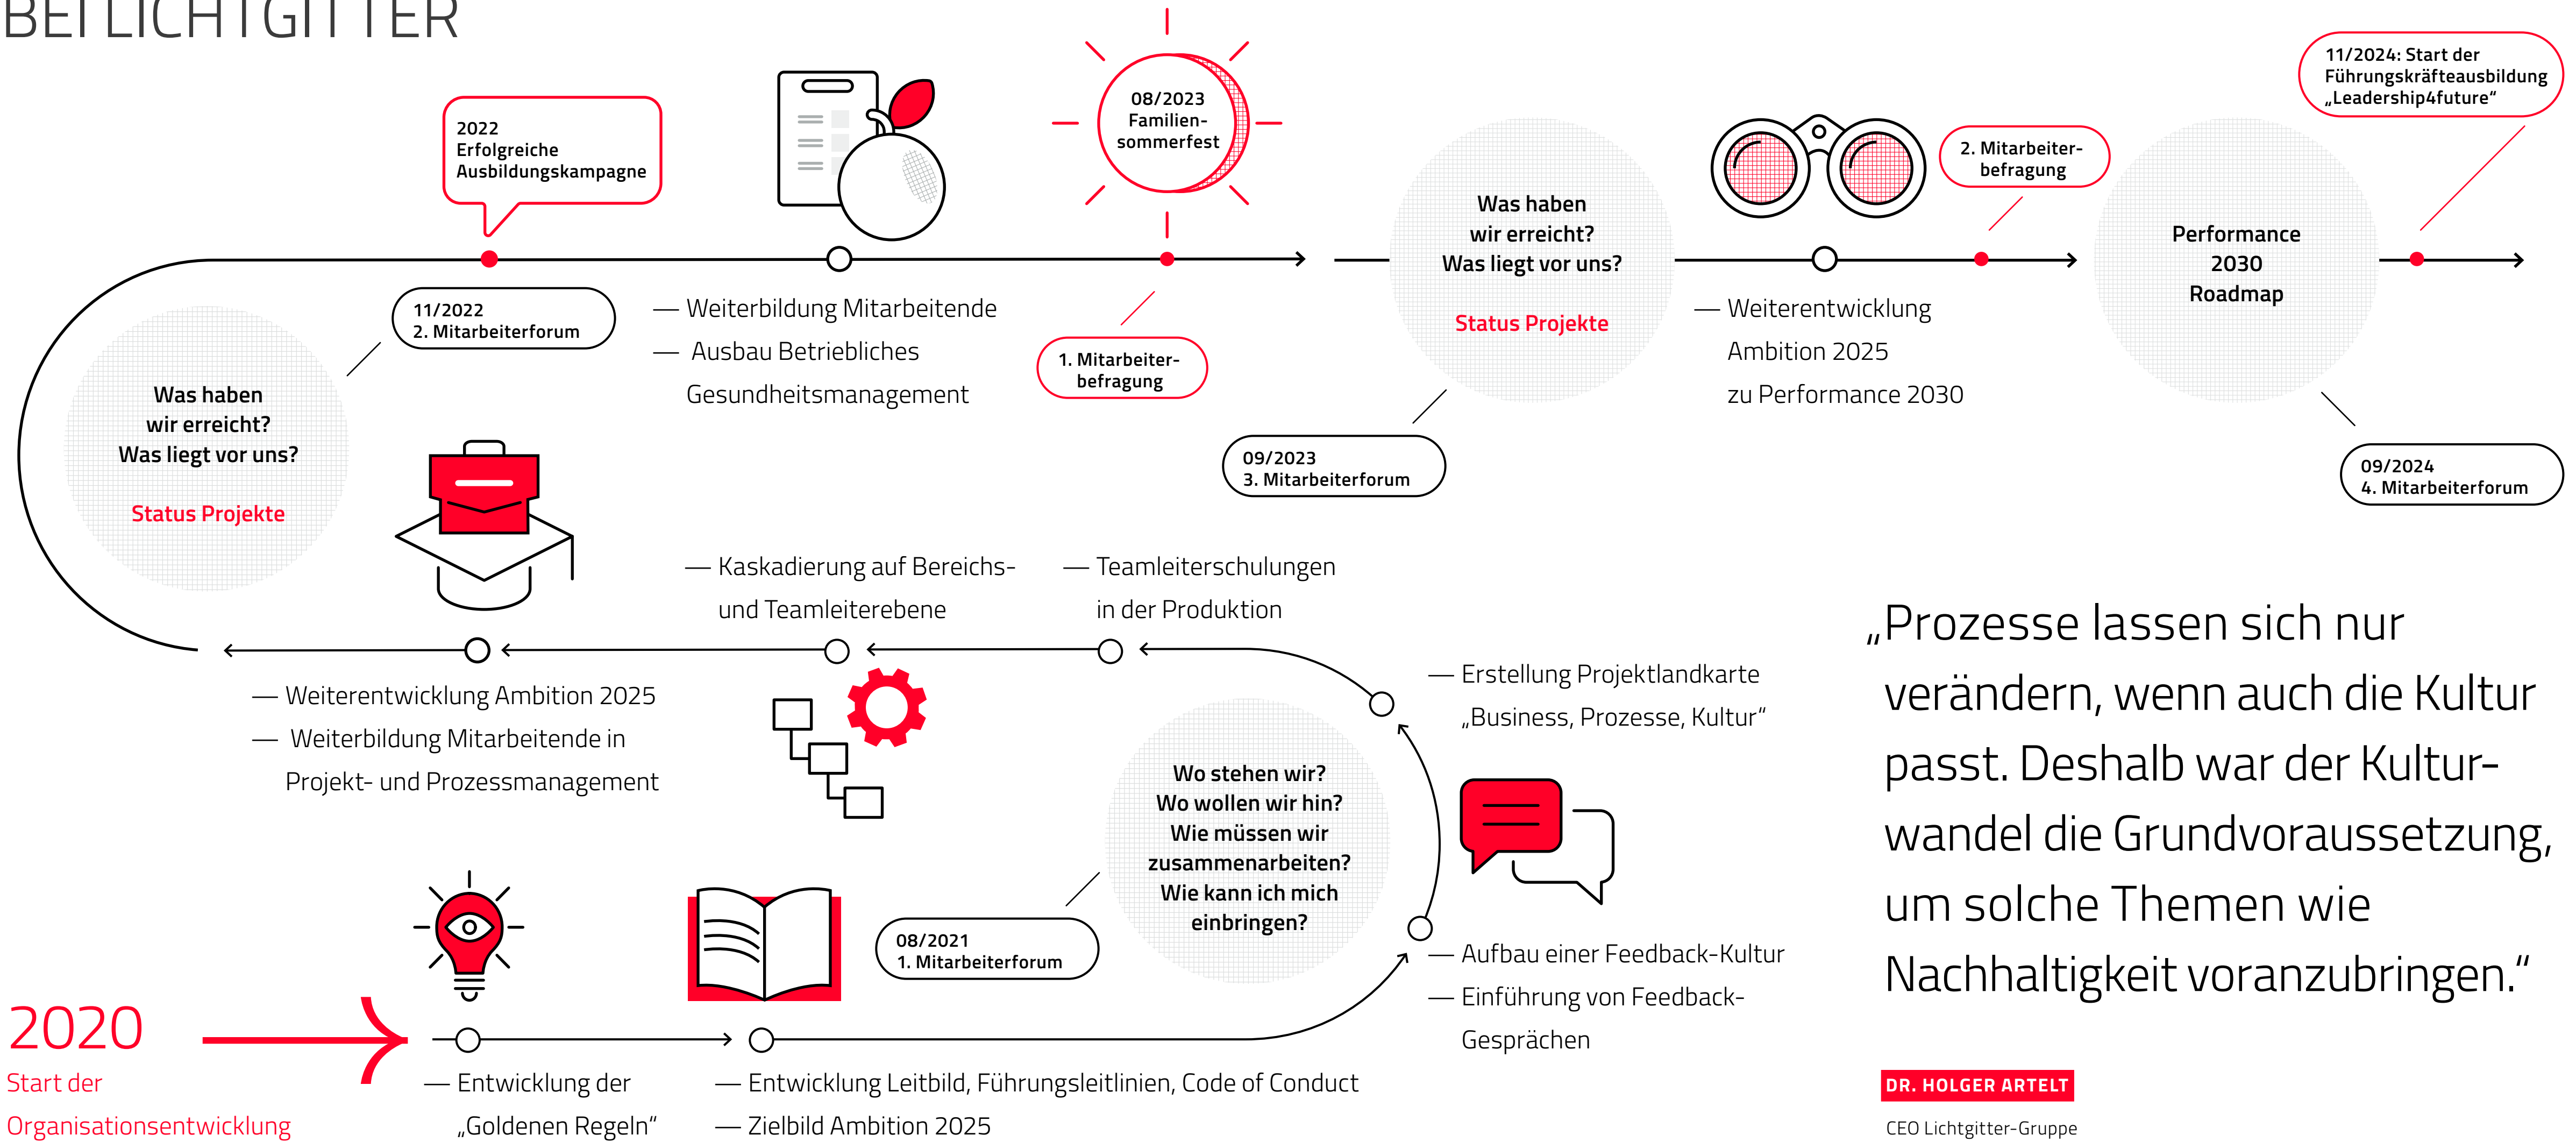 BEI LICHTGITTER
2020
Start der
Organisationsentwicklung
— Entwicklung der
„Goldenen Regeln“
— Entwicklung Leitbild, Führungsleitlinien, Code of Conduct
— Zielbild Ambition 2025
08/2021
1. Mitarbeiterforum
Wo stehen wir?
Wo wollen wir hin?
Wie müssen wir
zusammenarbeiten?
Wie kann ich mich
einbringen?
— Aufbau einer Feedback-Kultur
— Einführung von Feedback-
Gesprächen
— Erstellung Projektlandkarte
„Business, Prozesse, Kultur“
— Teamleiterschulungen
in der Produktion
— Kaskadierung auf Bereichs-
und Teamleiterebene
— Weiterentwicklung Ambition 2025
— Weiterbildung Mitarbeitende in
Projekt- und Prozessmanagement
Was haben
wir erreicht?
Was liegt vor uns?
Status Projekte
11/2022
2. Mitarbeiterforum
2022
Erfolgreiche
Ausbildungskampagne
— Weiterbildung Mitarbeitende
— Ausbau Betriebliches
Gesundheitsmanagement
08/2023
Familien-
sommerfest
1. Mitarbeiter-
befragung
Was haben
wir erreicht?
Was liegt vor uns?
Status Projekte
09/2023
3. Mitarbeiterforum
— Weiterentwicklung
Ambition 2025
zu Performance 2030
2. Mitarbeiter-
befragung
Performance
2030
Roadmap
09/2024
4. Mitarbeiterforum
11/2024: Start der
Führungskräfteausbildung
„Leadership4future“
„Prozesse lassen sich nur
verändern, wenn auch die Kultur
passt. Deshalb war der Kultur-
wandel die Grundvoraussetzung,
um solche Themen wie
Nachhaltigkeit voranzubringen.“
DR. HOLGER ARTELT
CEO Lichtgitter-Gruppe